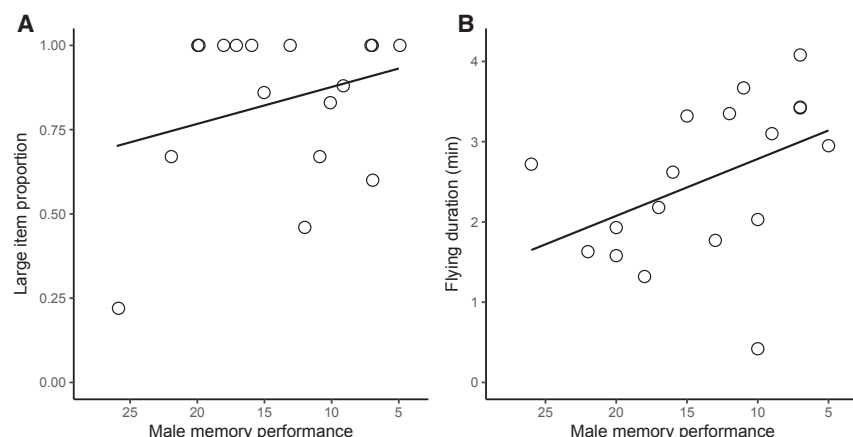 A
Large item proportion
1.00
0.75
0.50
0.25
0.00
25 20 15 10 5
Male memory performance
B
Flying duration (min)
4
3
2
1
0
25 20 15 10 5
Male memory performance